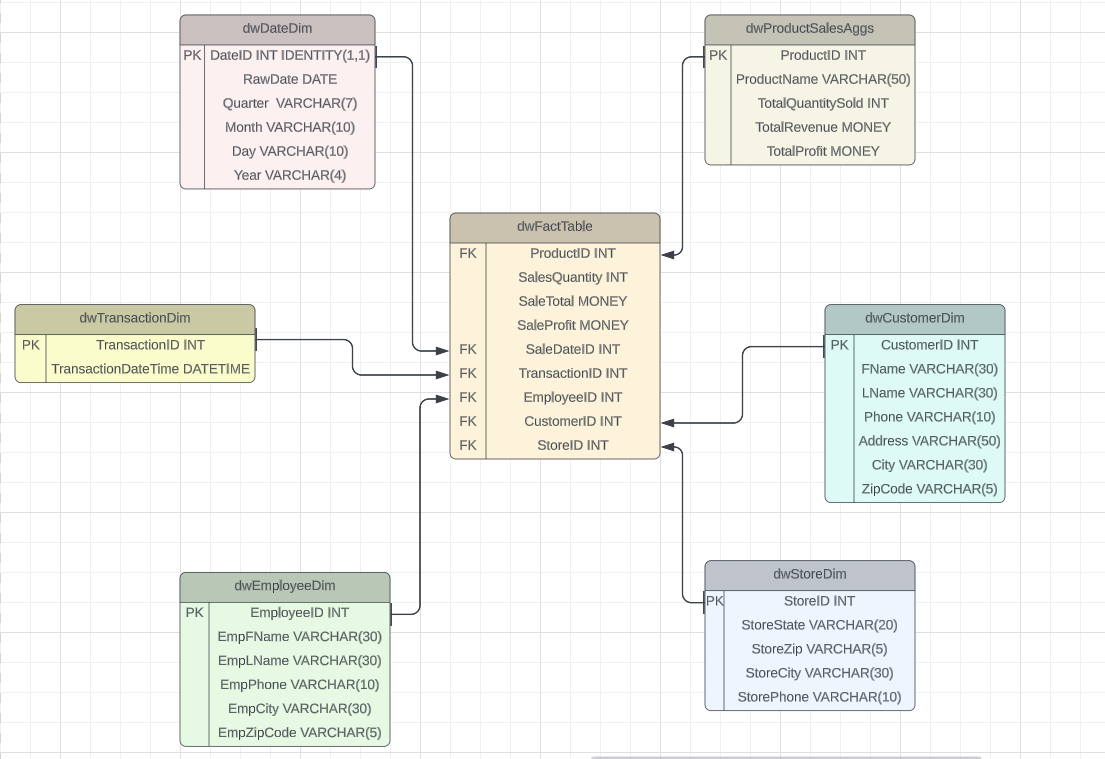 dwDateDim
PK DateID INT IDENTITY(1,1)
RawDate DATE
Quarter VARCHAR(7)
Month VARCHAR(10)
Day VARCHAR(10)
Year VARCHAR(4)
dwProductSalesAggs
PK ProductID INT
ProductName VARCHAR(50)
TotalQuantitySold INT
TotalRevenue MONEY
TotalProfit MONEY
dwFactTable
FK ProductID INT
SalesQuantity INT
SaleTotal MONEY
SaleProfit MONEY
FK SaleDateID INT
FK TransactionID INT
FK EmployeeID INT
FK CustomerID INT
FK StoreID INT
dwTransactionDim
PK TransactionID INT
TransactionDateTime DATETIME
dwCustomerDim
PK CustomerID INT
FName VARCHAR(30)
LName VARCHAR(30)
Phone VARCHAR(10)
Address VARCHAR(50)
City VARCHAR(30)
ZipCode VARCHAR(5)
dwEmployeeDim
PK EmployeeID INT
EmpFName VARCHAR(30)
EmpLName VARCHAR(30)
EmpPhone VARCHAR(10)
EmpCity VARCHAR(30)
EmpZipCode VARCHAR(5)
dwStoreDim
PK StoreID INT
StoreState VARCHAR(20)
StoreZip VARCHAR(5)
StoreCity VARCHAR(30)
StorePhone VARCHAR(10)